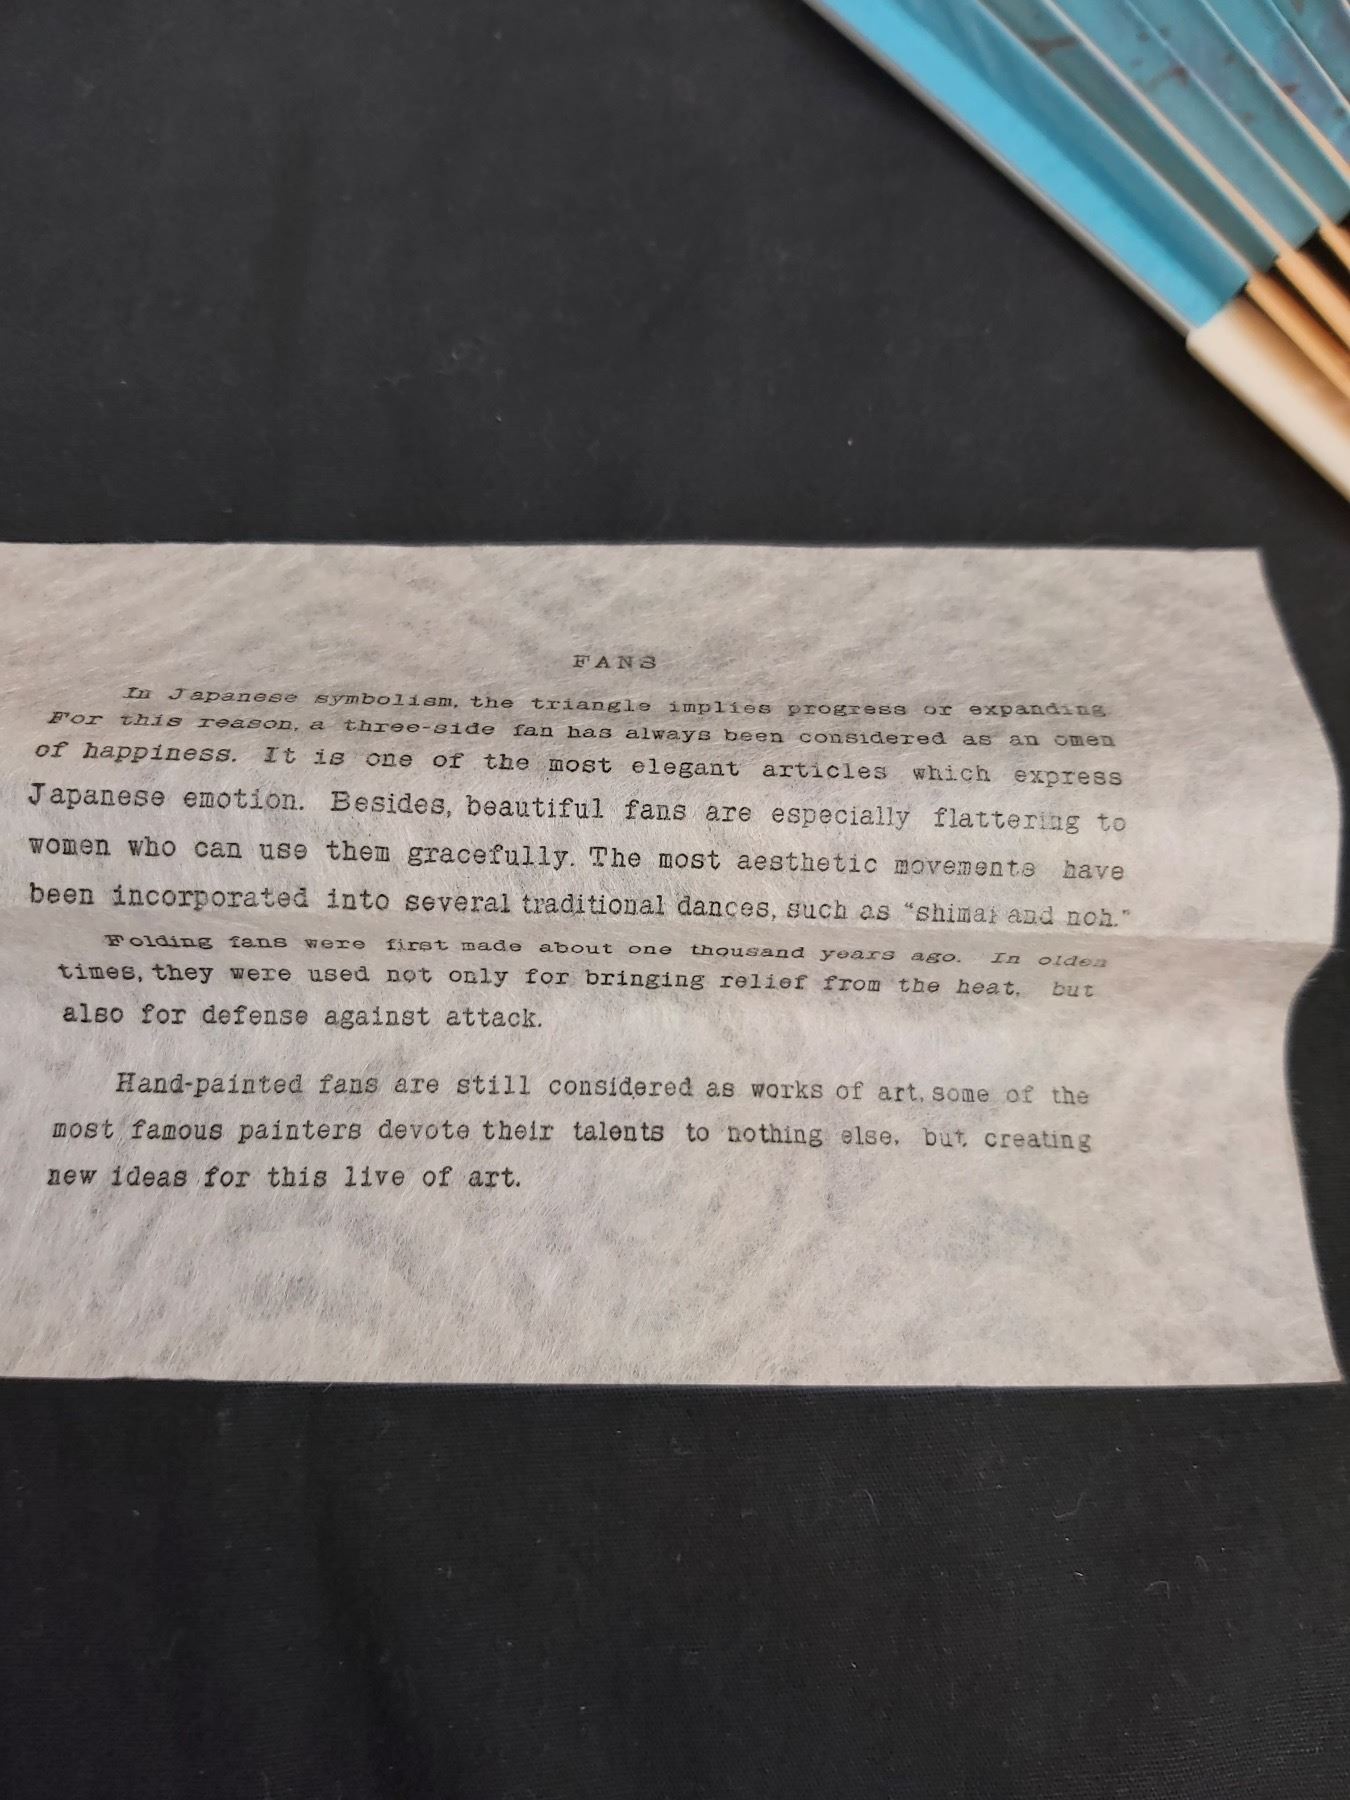 FANS
In Japanese symbolism, the triangle implies progress or expanding.
For this reason, a three-side fan has always been considered as an omen
of happiness. It is one of the most elegant articles which express
Japanese emotion. Besides, beautiful fans are especially flattering to
women who can use them gracefully. The most aesthetic movements have
been incorporated into several traditional dances, such as "shimai and noh."
Folding fans were first made about one thousand years ago. In olden
times, they were used not only for bringing relief from the heat, but
also for defense against attack.
Hand-painted fans are still considered as works of art, some of the
most famous painters devote their talents to nothing else, but creating
new ideas for this live of art.